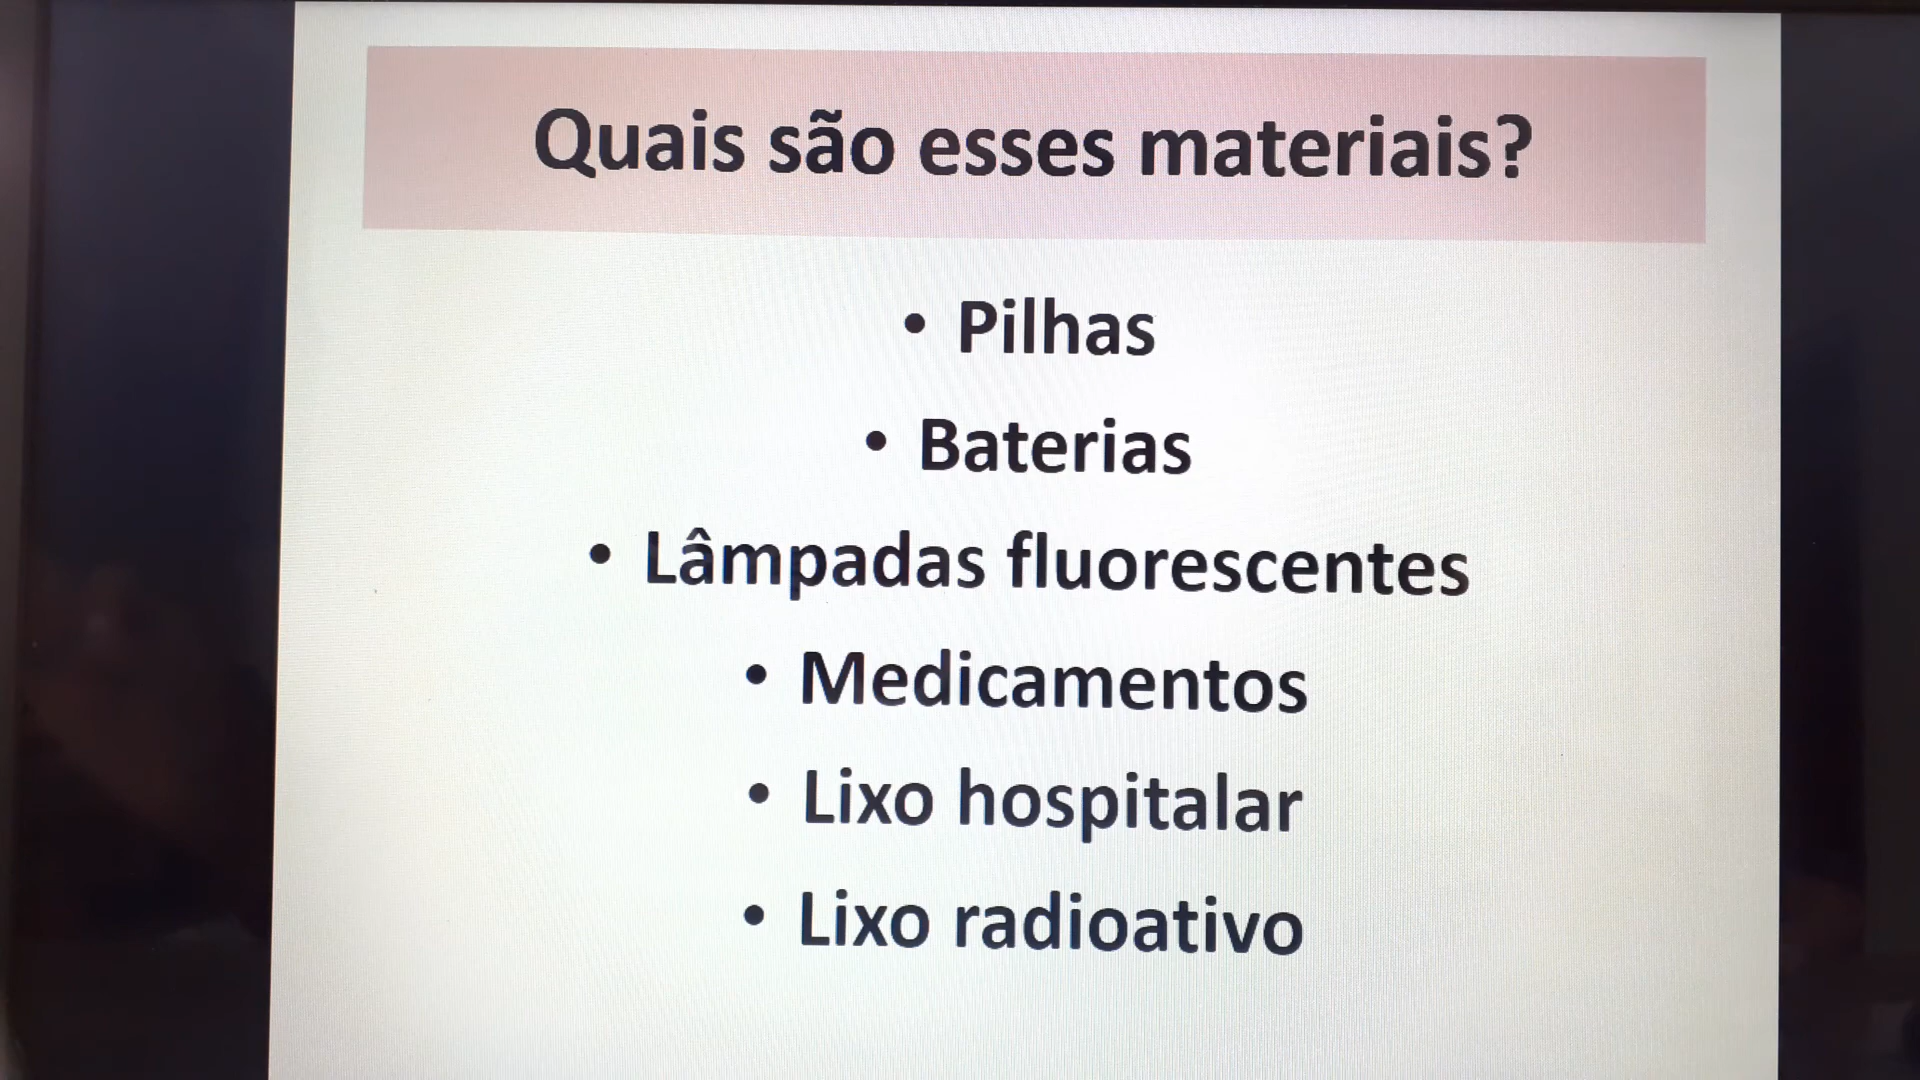 Quais são esses materiais?
• Pilhas
• Baterias
• Lâmpadas fluorescentes
• Medicamentos
• Lixo hospitalar
• Lixo radioativo